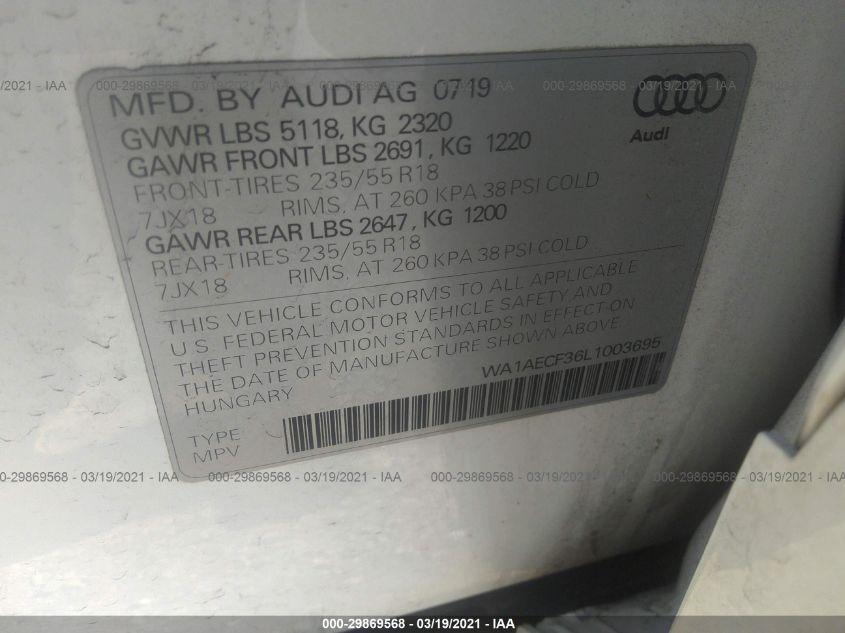 MFD. BY AUDI AG 07 19
GVWR LBS 5118, KG 2320
GAWR FRONT LBS 2691, KG 1220
FRONT-TIRES 235/55 R18
7JX18 RIMS, AT 260 KPA 38 PSI COLD
GAWR REAR LBS 2647, KG 1200
REAR-TIRES 235/55 R18
7JX18 RIMS, AT 260 KPA 38 PSI COLD
THIS VEHICLE CONFORMS TO ALL APPLICABLE
U.S. FEDERAL MOTOR VEHICLE SAFETY AND
THEFT PREVENTION STANDARDS IN EFFECT ON
THE DATE OF MANUFACTURE SHOWN ABOVE
HUNGARY
WA1AECF36L1003695
TYPE
MPV
Audi
/19/2021 - IAA
000-29869568 - 03/19/2021 - IAA
000-29869568 - 03/19/2021 - IAA
000-29869568 - 03/1
000-29869568 - 03/19/2021 - IAA
000-29869568 - 03/19/2021 - IAA
000-29869568 - 03/19/2021 - IAA
000-29869568 - 03/19/2021 - IAA